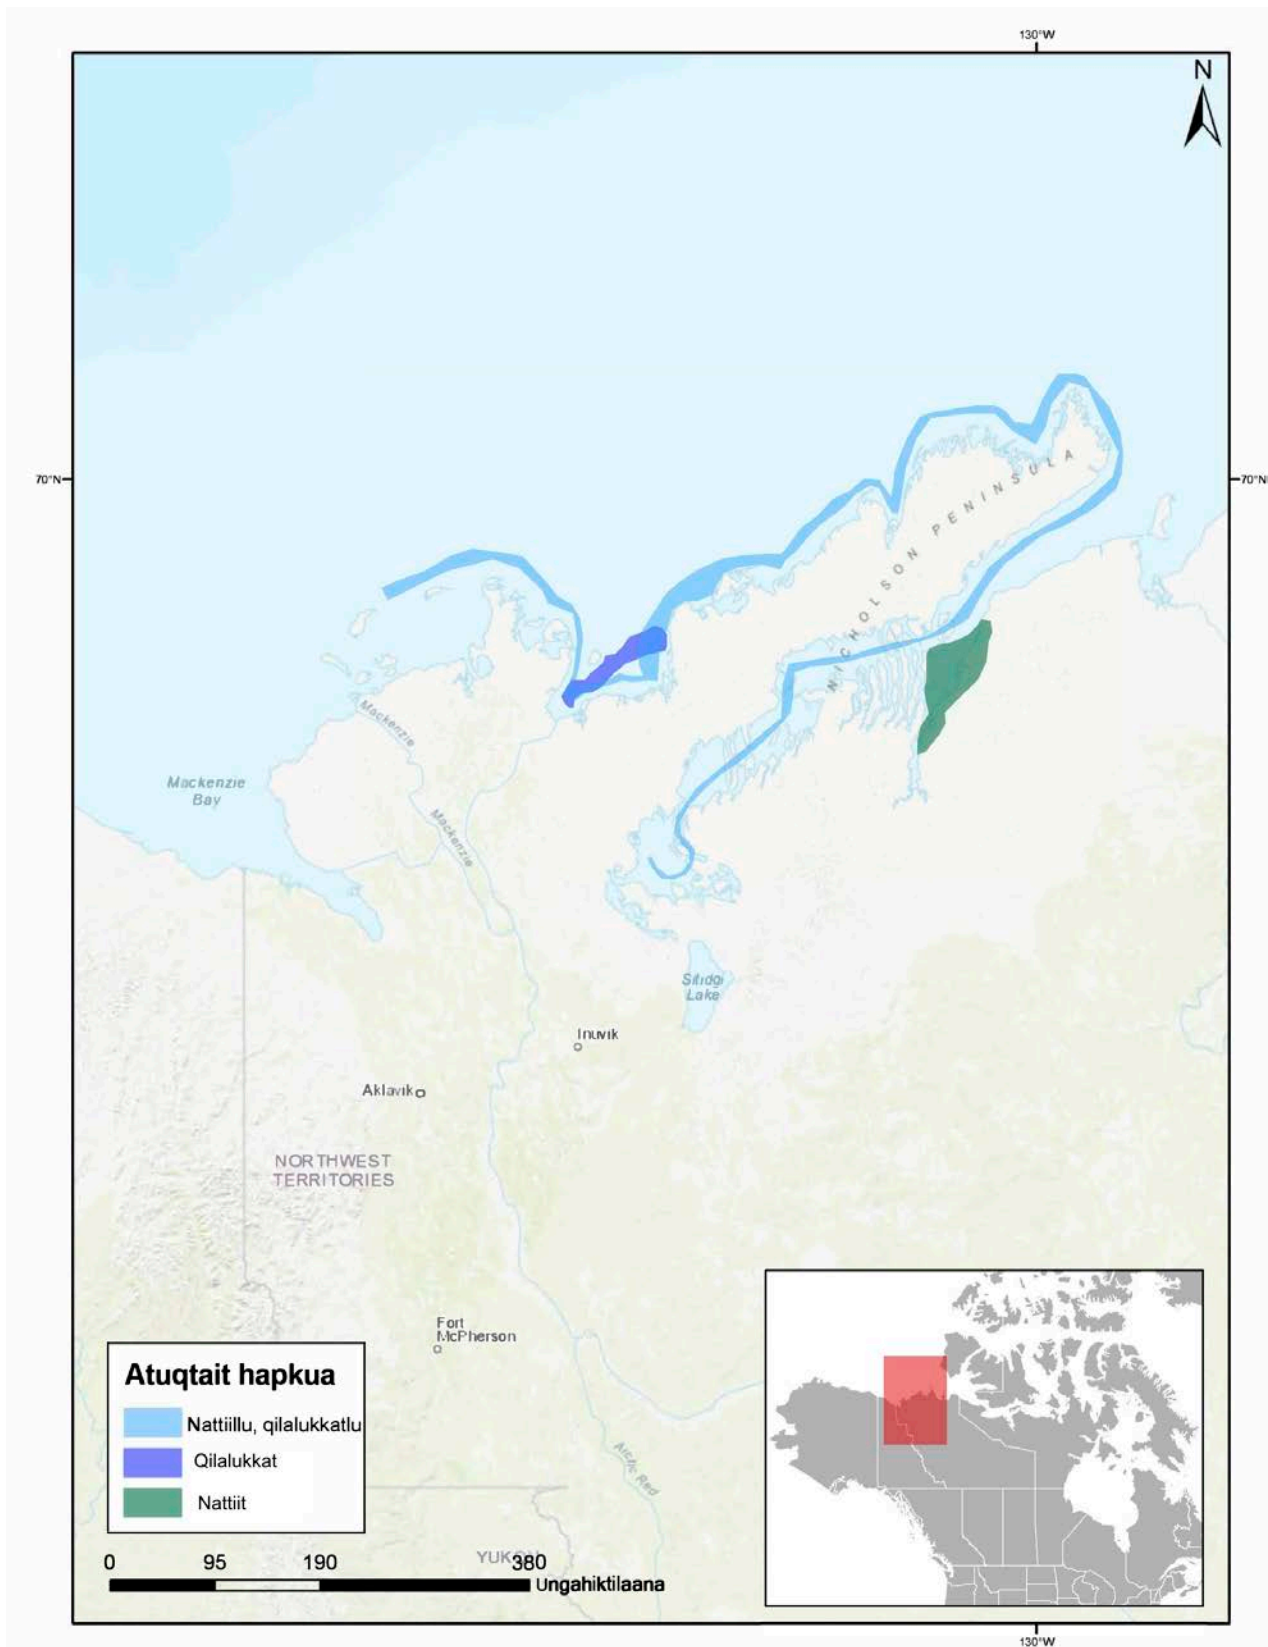 130°W
N
70°N
70°N
NICHOLSON PENINSULA
Mackenzie
Mackenzie
Bay
Mackenzie
Sitidgi
Lake
Inuvik
Aklavik
NORTHWEST
TERRITORIES
Fort
McPherson
Atuqtait hapkua
Nattiillu, qilalukkatlu
Qilalukkat
Nattiit
Arctic Red
YUKON
0 95 190 380
Ungahiktilaana
130°W